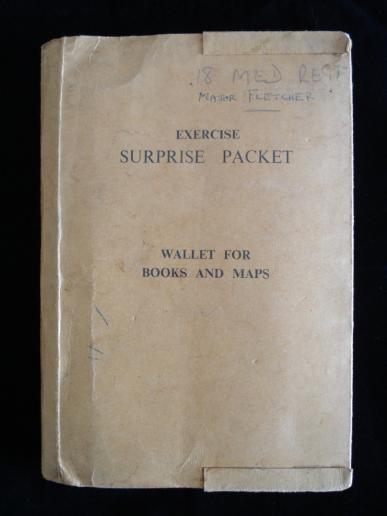 18 MED REGT
MAJOR FLETCHER
EXERCISE
SURPRISE PACKET
WALLET FOR
BOOKS AND MAPS